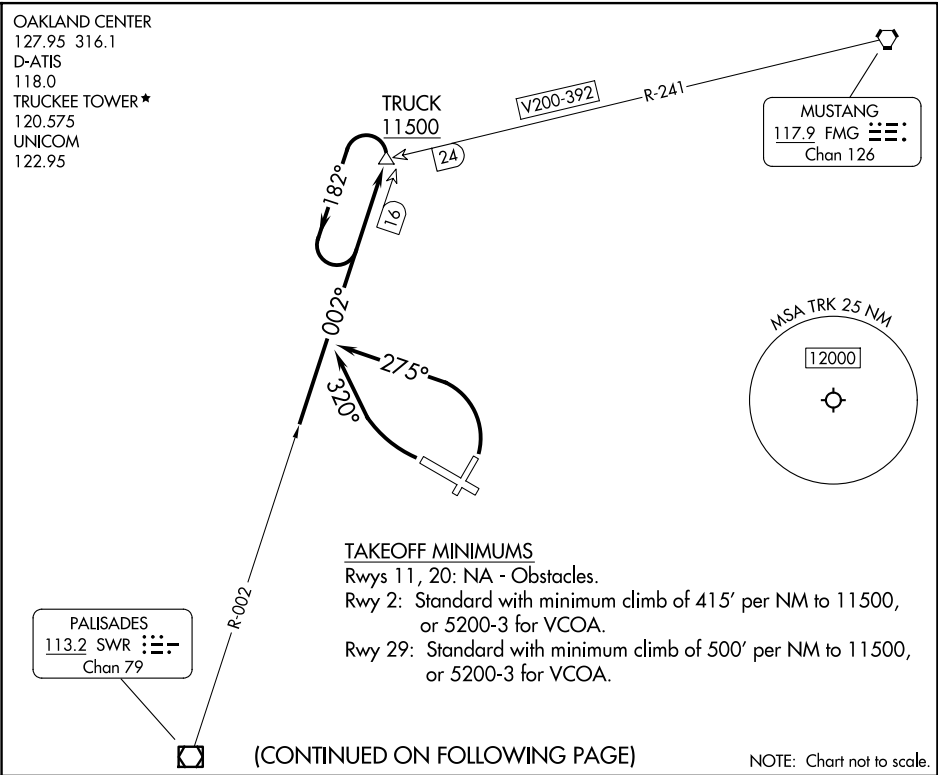 OAKLAND CENTER
127.95 316.1
D-ATIS
118.0
TRUCKEE TOWER★
120.575
UNICOM
122.95
TRUCK
11500
V200-392
R-241
24
16
MUSTANG
117.9 FMG
Chan 126
182°
002°
275°
320°
MSA TRK 25 NM
12000
R-002
PALISADES
113.2 SWR
Chan 79
TAKEOFF MINIMUMS
Rwys 11, 20: NA - Obstacles.
Rwy 2: Standard with minimum climb of 415' per NM to 11500,
or 5200-3 for VCOA.
Rwy 29: Standard with minimum climb of 500' per NM to 11500,
or 5200-3 for VCOA.
(CONTINUED ON FOLLOWING PAGE)
NOTE: Chart not to scale.